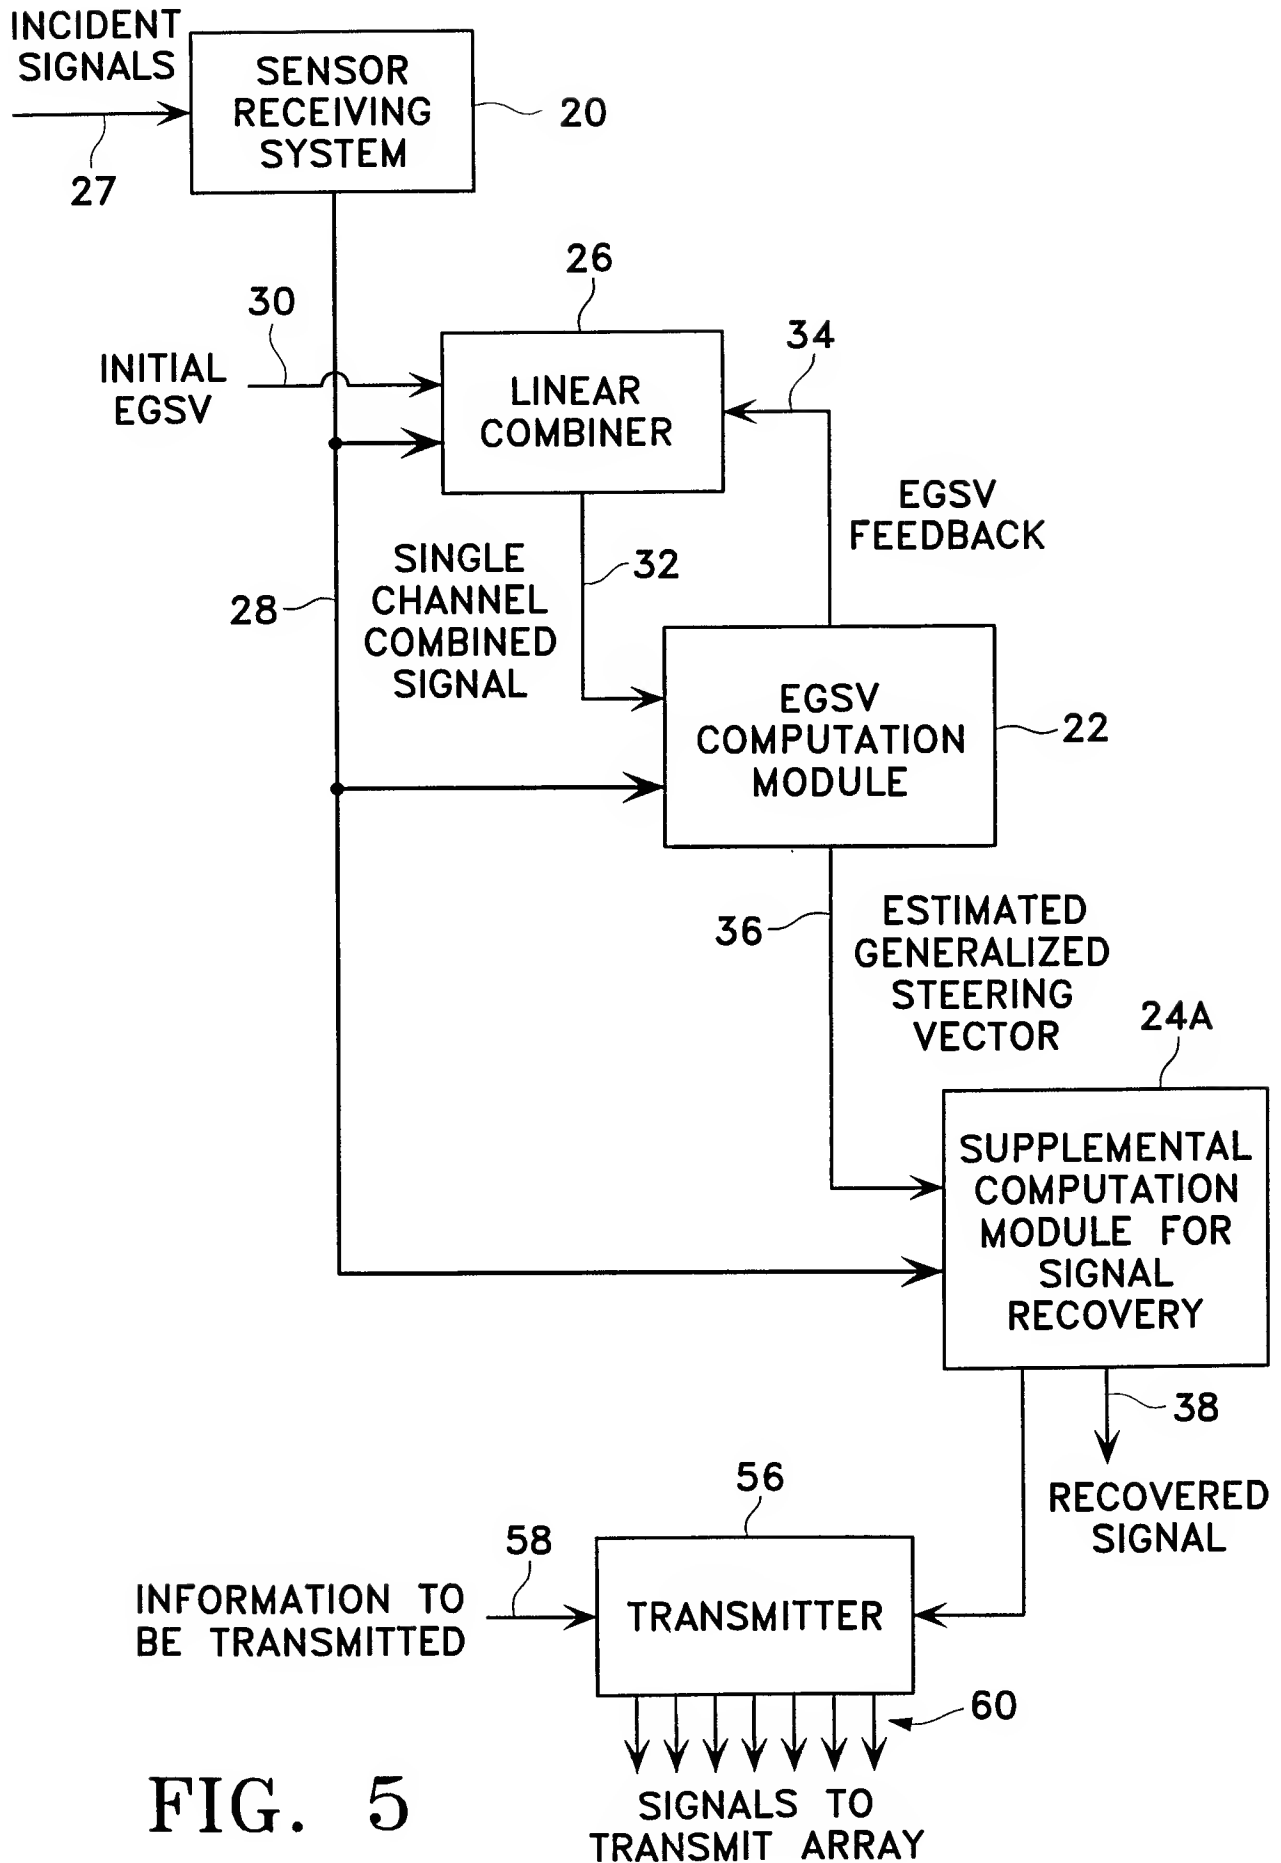 INCIDENT
SIGNALS
27
SENSOR
RECEIVING
SYSTEM
20
26
30
INITIAL
EGSV
LINEAR
COMBINER
34
EGSV
FEEDBACK
SINGLE
CHANNEL
COMBINED
SIGNAL
32
28
EGSV
COMPUTATION
MODULE
22
36
ESTIMATED
GENERALIZED
STEERING
VECTOR
24A
SUPPLEMENTAL
COMPUTATION
MODULE FOR
SIGNAL
RECOVERY
38
RECOVERED
SIGNAL
56
58
INFORMATION TO
BE TRANSMITTED
TRANSMITTER
60
SIGNALS TO
TRANSMIT ARRAY
FIG. 5